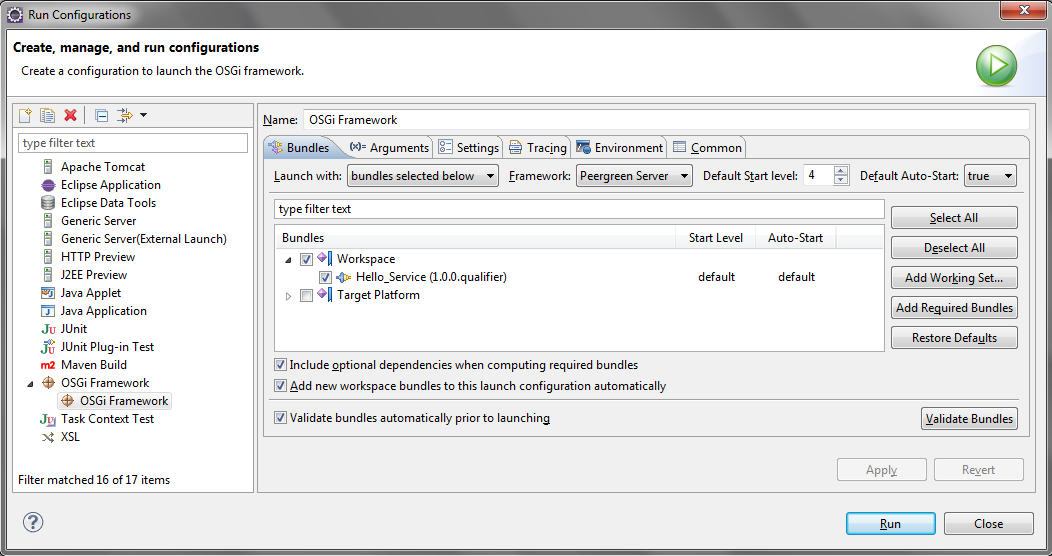 Run Configurations
Create, manage, and run configurations
Create a configuration to launch the OSGi framework.
type filter text
Apache Tomcat
Eclipse Application
Eclipse Data Tools
Generic Server
Generic Server(External Launch)
HTTP Preview
J2EE Preview
Java Applet
Java Application
Ju JUnit
JUnit Plug-in Test
m2 Maven Build
OSGi Framework
OSGi Framework
Ju Task Context Test
XSL
Filter matched 16 of 17 items
Name: OSGi Framework
Bundles (x)= Arguments Settings Tracing Environment Common
Launch with: bundles selected below Framework: Peergreen Server Default Start level: 4 Default Auto-Start: true
type filter text
Bundles Start Level Auto-Start
Workspace
Hello_Service (1.0.0.qualifier) default default
Target Platform
Select All
Deselect All
Add Working Set...
Add Required Bundles
Restore Defaults
Include optional dependencies when computing required bundles
Add new workspace bundles to this launch configuration automatically
Validate bundles automatically prior to launching Validate Bundles
Apply Revert
? Run Close